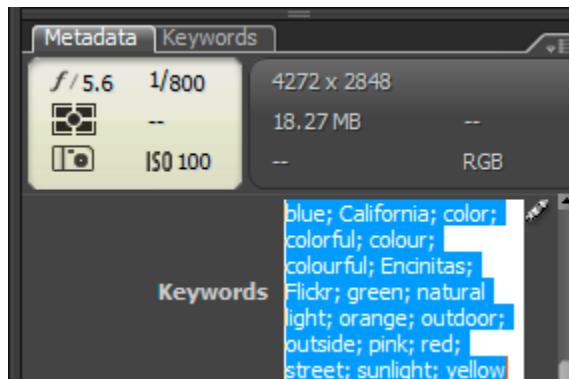 Metadata Keywords
f/5.6 1/800
4272 x 2848
-- 18.27 MB --
ISO 100 -- RGB
Keywords
blue; California; color;
colorful; colour;
colourful; Encinitas;
Flickr; green; natural
light; orange; outdoor;
outside; pink; red;
street; sunlight; yellow